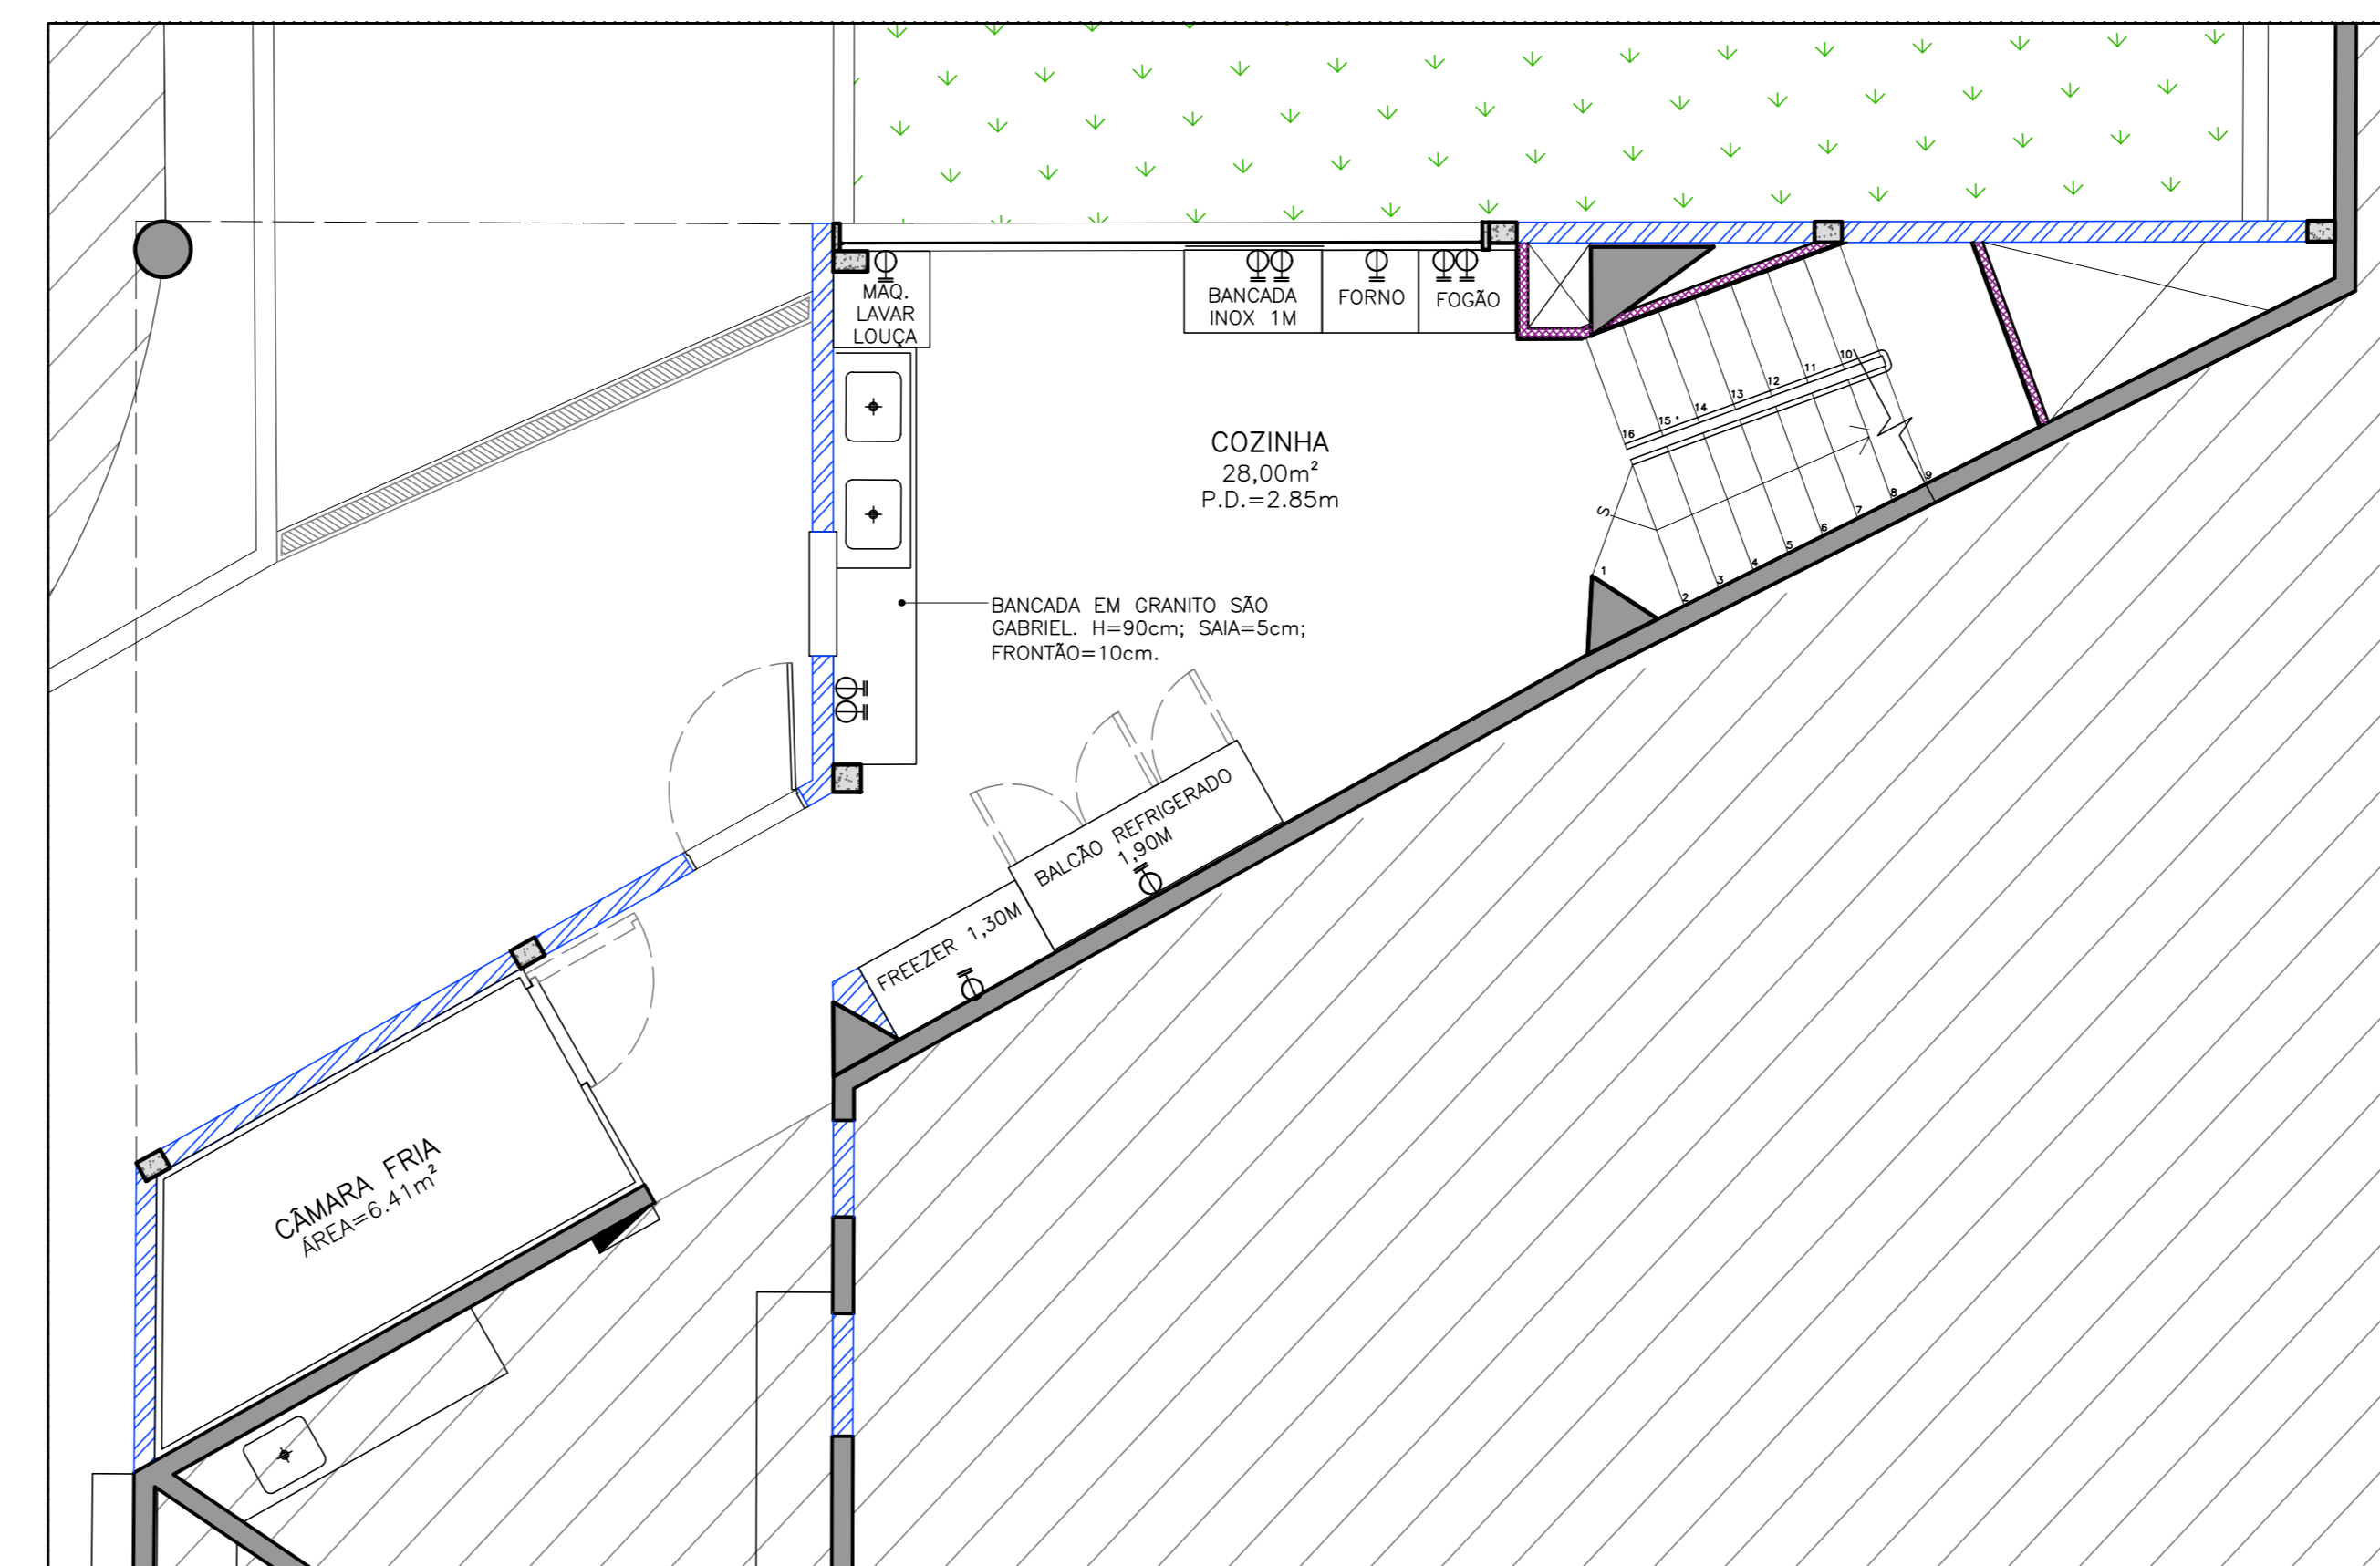 MAQ.
LAVAR
LOUÇA
BANCADA
INOX 1M
FORNO
FOGÃO
COZINHA
28,00m²
P.D.=2.85m
16
15
14
13
12
11
10
S
1
2
3
4
5
6
7
8
9
BANCADA EM GRANITO SÃO
GABRIEL. H=90cm; SAIA=5cm;
FRONTÃO=10cm.
BALCÃO REFRIGERADO
1,90M
FREEZER 1,30M
CÂMARA FRIA
ÁREA=6.41m²